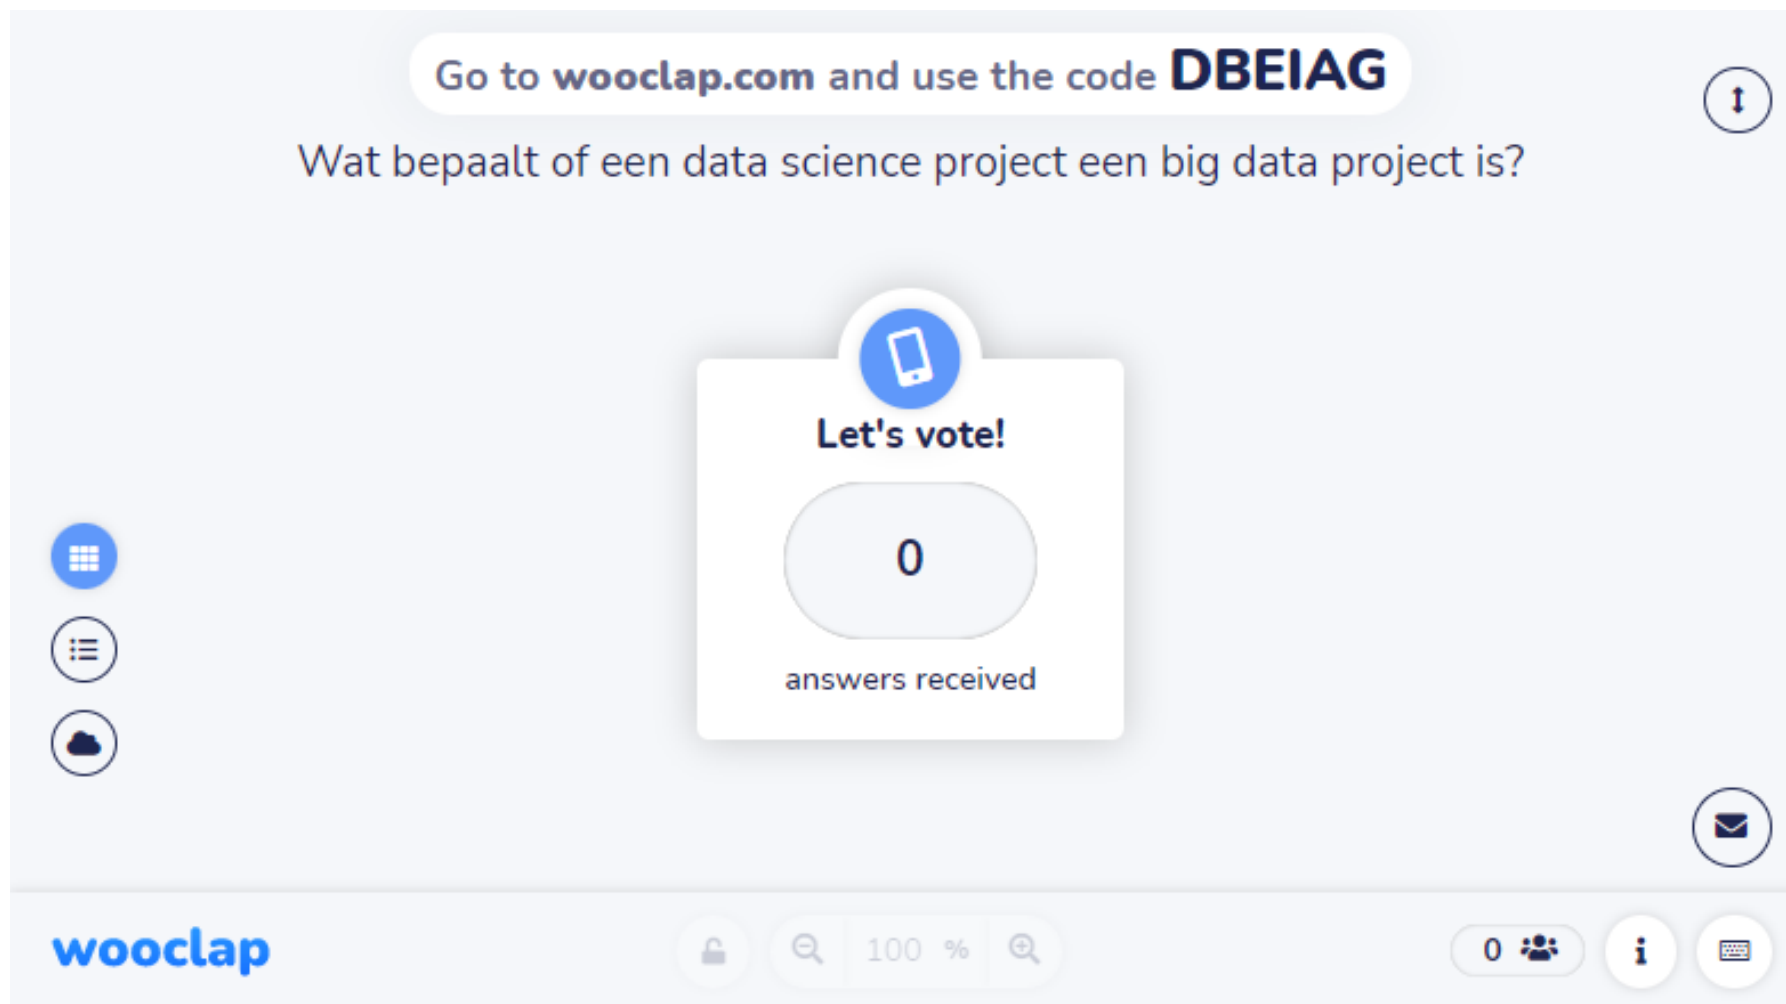 Go to wooclap.com and use the code DBEIAG
Wat bepaalt of een data science project een big data project is?
Let's vote!
0
answers received
wooclap
100 %
0
i